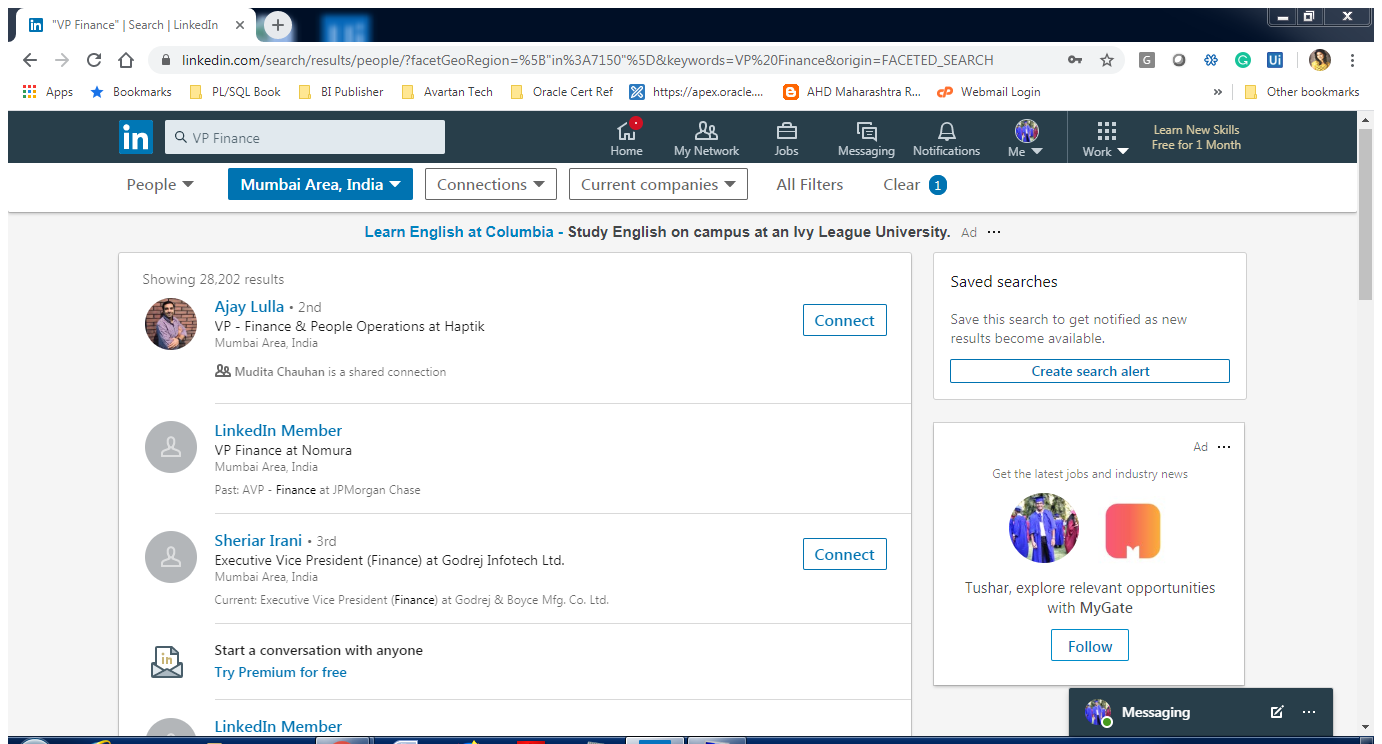 "VP Finance" | Search | LinkedIn
linkedin.com/search/results/people/?facetGeoRegion=%5B"in%3A7150"%5D&keywords=VP%20Finance&origin=FACETED_SEARCH
Apps Bookmarks PL/SQL Book BI Publisher Avartan Tech Oracle Cert Ref https://apex.oracle.... AHD Maharashtra R... Webmail Login » Other bookmarks
in VP Finance Home My Network Jobs Messaging Notifications Me Work Learn New Skills
Free for 1 Month
People Mumbai Area, India Connections Current companies All Filters Clear 1
Learn English at Columbia - Study English on campus at an Ivy League University. Ad ...
Showing 28,202 results
Ajay Lulla • 2nd
VP - Finance & People Operations at Haptik
Mumbai Area, India
Mudita Chauhan is a shared connection
Connect
LinkedIn Member
VP Finance at Nomura
Mumbai Area, India
Past: AVP - Finance at JPMorgan Chase
Sheriar Irani • 3rd
Executive Vice President (Finance) at Godrej Infotech Ltd.
Mumbai Area, India
Current: Executive Vice President (Finance) at Godrej & Boyce Mfg. Co. Ltd.
Connect
in
Start a conversation with anyone
Try Premium for free
LinkedIn Member
Saved searches
Save this search to get notified as new
results become available.
Create search alert
Ad ...
Get the latest jobs and industry news
Tushar, explore relevant opportunities
with MyGate
Follow
Messaging ...